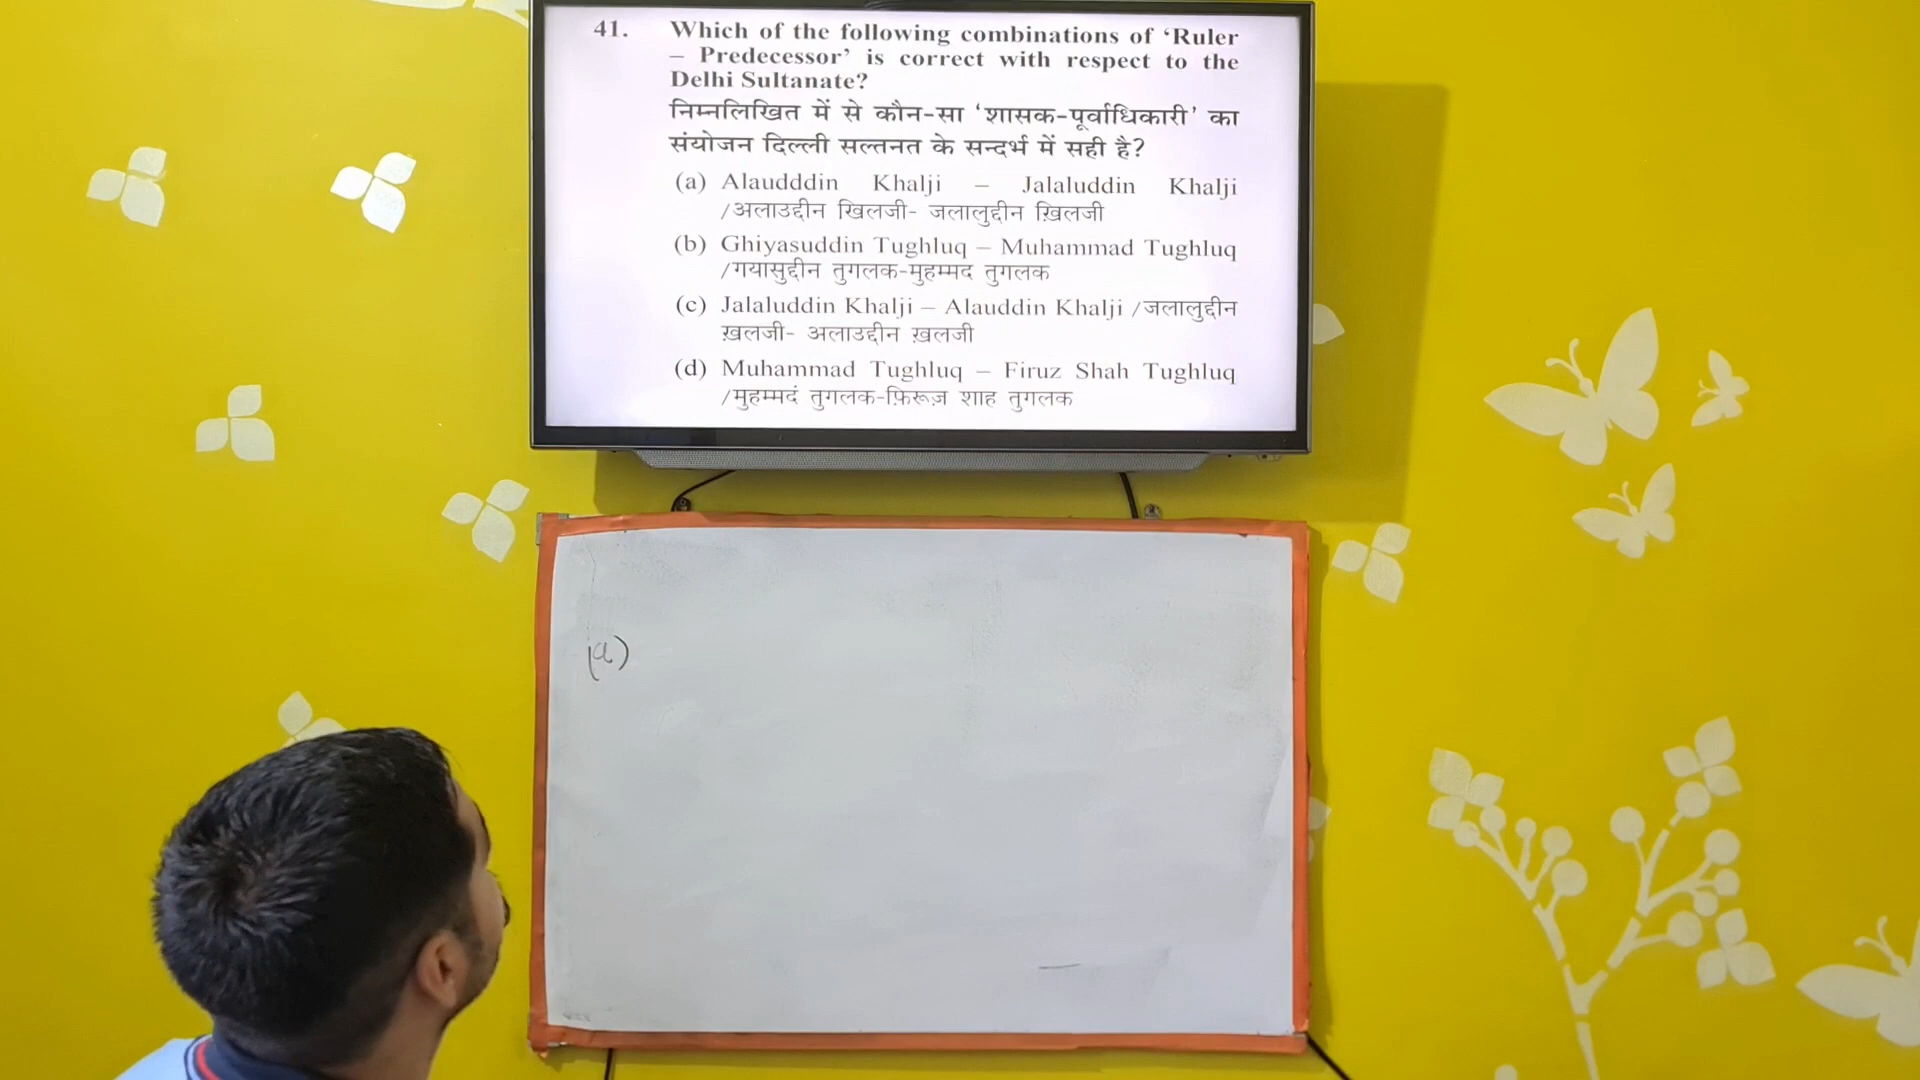 41. Which of the following combinations of ‘Ruler
– Predecessor’ is correct with respect to the
Delhi Sultanate?
निम्नलिखित में से कौन-सा ‘शासक-पूर्वाधिकारी’ का
संयोजन दिल्ली सल्तनत के सन्दर्भ में सही है?
(a) Alaudddin Khalji – Jalaluddin Khalji
/अलाउद्दीन खिलजी- जलालुद्दीन ख़िलजी
(b) Ghiyasuddin Tughluq – Muhammad Tughluq
/गयासुद्दीन तुगलक-मुहम्मद तुगलक
(c) Jalaluddin Khalji – Alauddin Khalji /जलालुद्दीन
ख़लजी- अलाउद्दीन ख़लजी
(d) Muhammad Tughluq – Firuz Shah Tughluq
/मुहम्मदं तुगलक-फ़िरूज़ शाह तुगलक
(a)